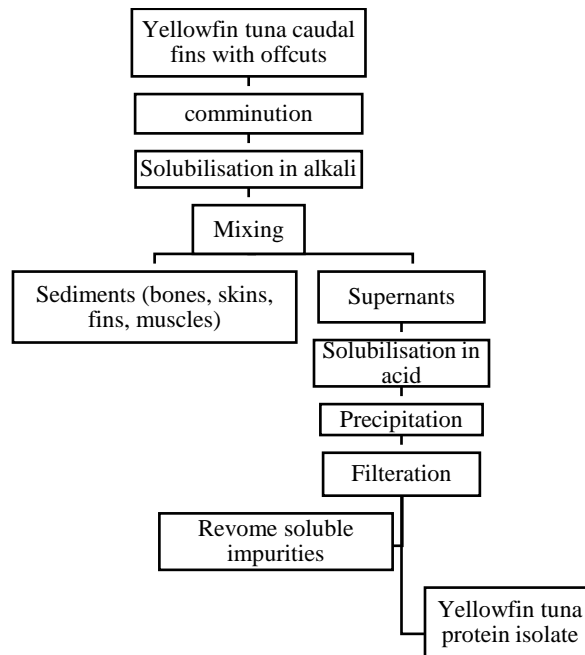 Yellowfin tuna caudal
fins with offcuts
comminution
Solubilisation in alkali
Mixing
Sediments (bones, skins,
fins, muscles)
Supernants
Solubilisation in
acid
Precipitation
Filteration
Revome soluble
impurities
Yellowfin tuna
protein isolate